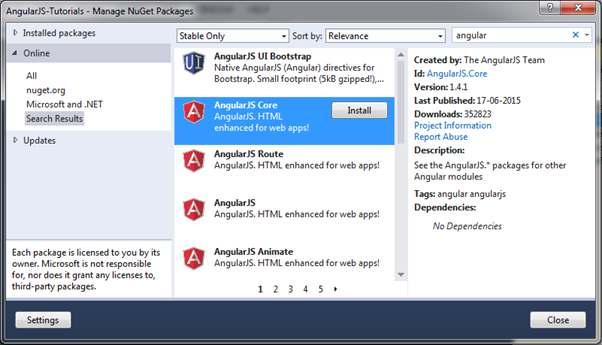 AngularJS-Tutorials - Manage NuGet Packages
Installed packages
Online
All
nuget.org
Microsoft and .NET
Search Results
Updates
Each package is licensed to you by its
owner. Microsoft is not responsible
for, nor does it grant any licenses to,
third-party packages.
Stable Only
Sort by: Relevance
angular
AngularJS UI Bootstrap
Native AngularJS (Angular) directives for
Bootstrap. Small footprint (5kB gzipped!),...
AngularJS Core
AngularJS. HTML
enhanced for web apps!
Install
AngularJS Route
AngularJS. HTML enhanced for web apps!
AngularJS
AngularJS. HTML enhanced for web apps!
AngularJS Animate
AngularJS. HTML enhanced for web apps!
1 2 3 4 5
Created by: The AngularJS Team
Id: AngularJS.Core
Version: 1.4.1
Last Published: 17-06-2015
Downloads: 352823
Project Information
Report Abuse
Description:
See the AngularJS.* packages for other
Angular modules
Tags: angular angularjs
Dependencies:
No Dependencies
Settings
Close